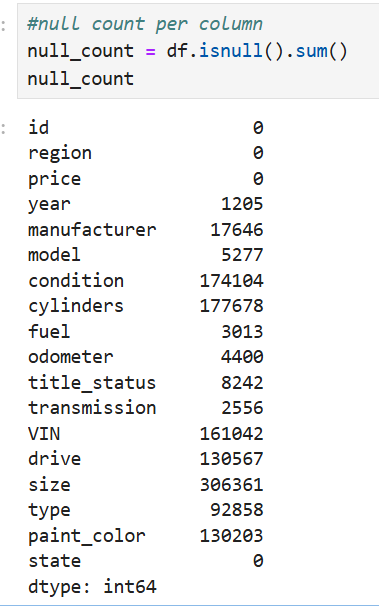 #null count per column
null_count = df.isnull().sum()
null_count
id 0
region 0
price 0
year 1205
manufacturer 17646
model 5277
condition 174104
cylinders 177678
fuel 3013
odometer 4400
title_status 8242
transmission 2556
VIN 161042
drive 130567
size 306361
type 92858
paint_color 130203
state 0
dtype: int64